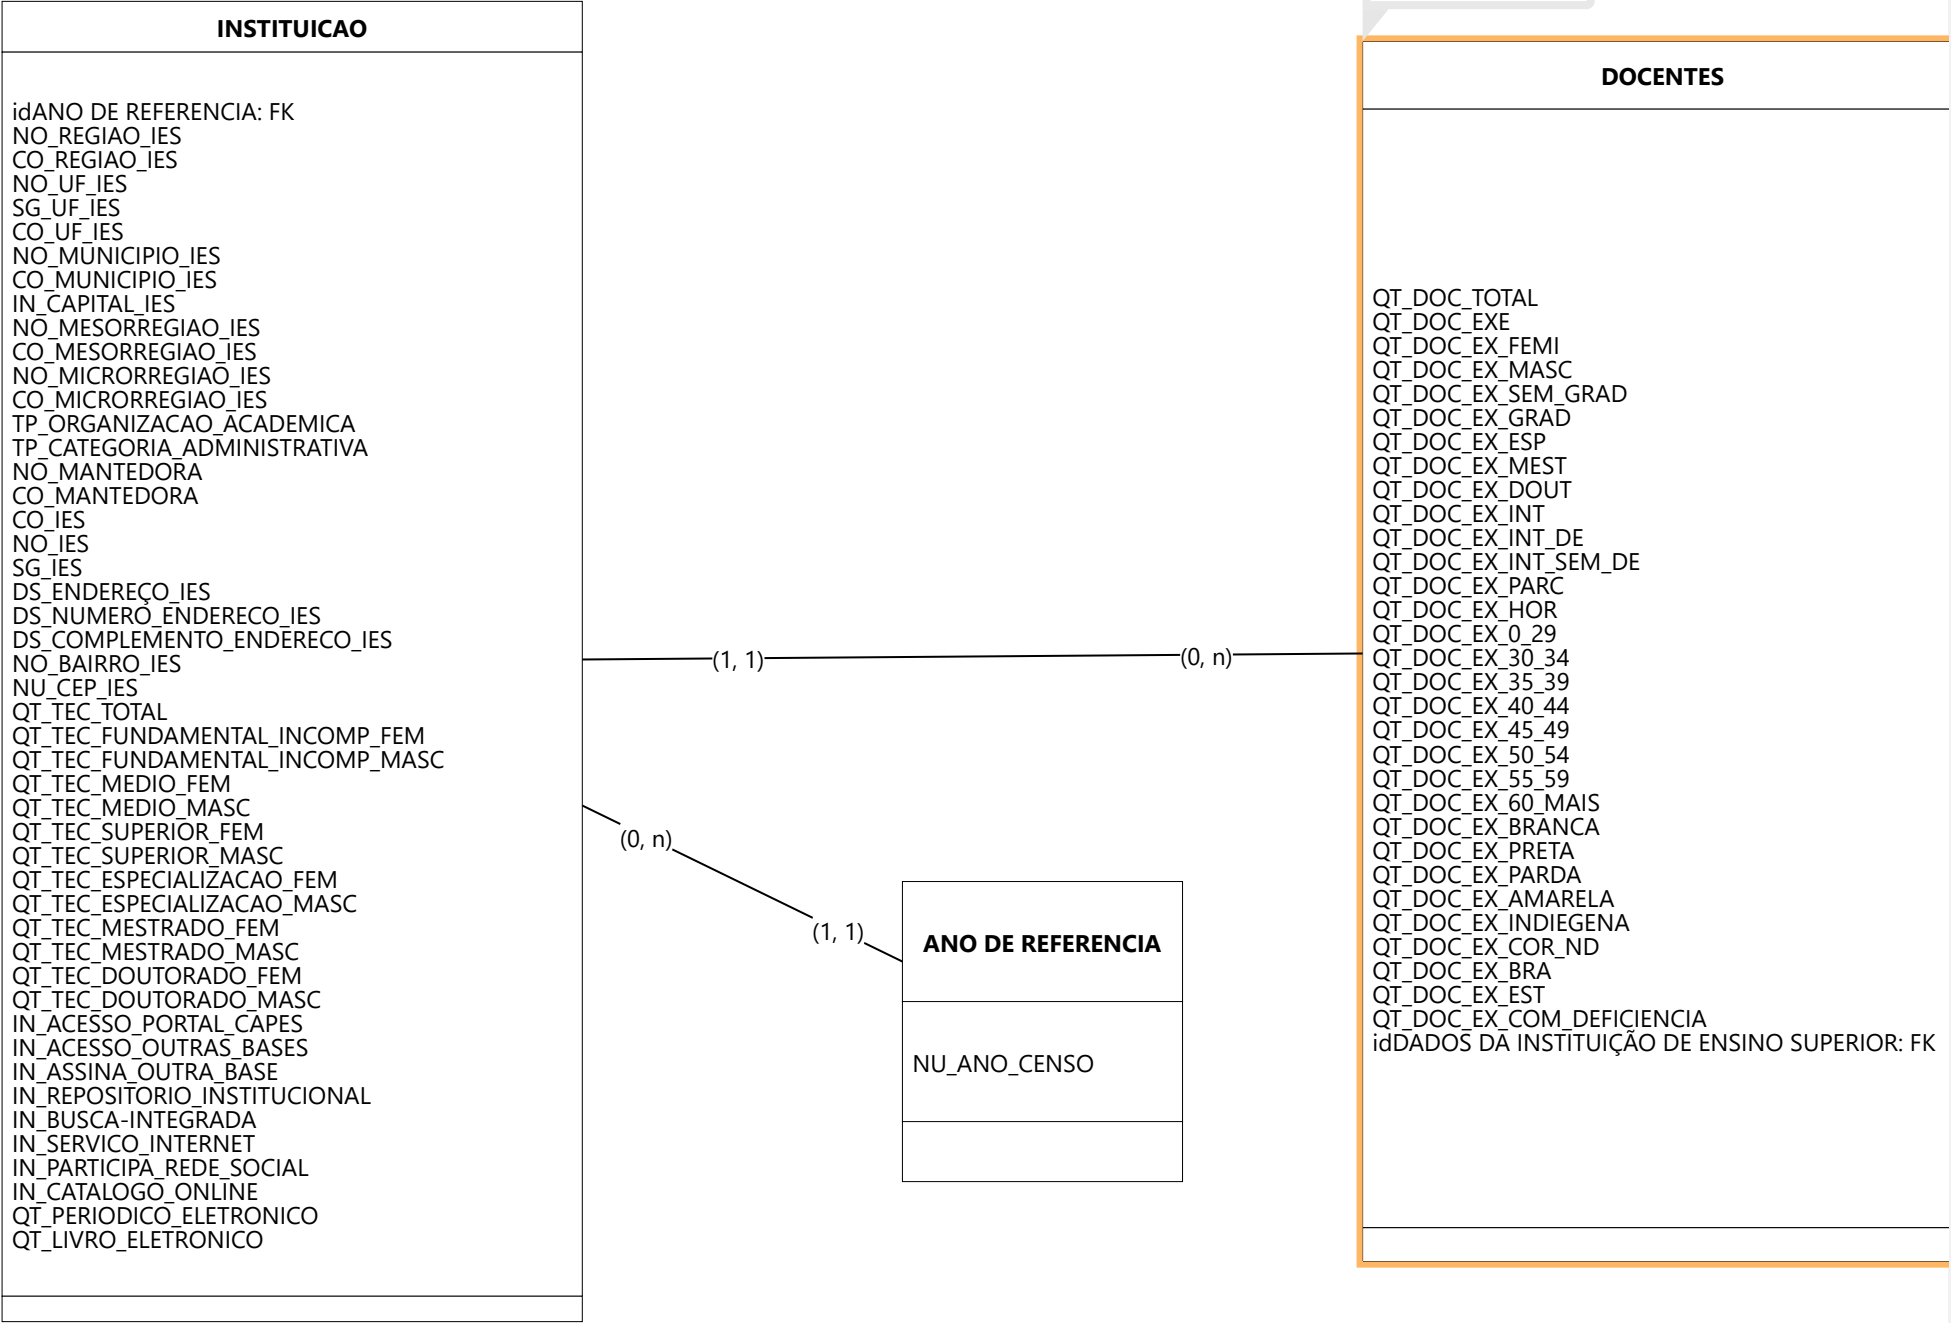 INSTITUICAO
idANO DE REFERENCIA: FK
NO_REGIAO_IES
CO_REGIAO_IES
NO_UF_IES
SG_UF_IES
CO_UF_IES
NO_MUNICIPIO_IES
CO_MUNICIPIO_IES
IN_CAPITAL_IES
NO_MESORREGIAO_IES
CO_MESORREGIAO_IES
NO_MICRORREGIAO_IES
CO_MICRORREGIAO_IES
TP_ORGANIZACAO_ACADEMICA
TP_CATEGORIA_ADMINISTRATIVA
NO_MANTEDORA
CO_MANTEDORA
CO_IES
NO_IES
SG_IES
DS_ENDEREÇO_IES
DS_NUMERO_ENDERECO_IES
DS_COMPLEMENTO_ENDERECO_IES
NO_BAIRRO_IES
NU_CEP_IES
QT_TEC_TOTAL
QT_TEC_FUNDAMENTAL_INCOMP_FEM
QT_TEC_FUNDAMENTAL_INCOMP_MASC
QT_TEC_MEDIO_FEM
QT_TEC_MEDIO_MASC
QT_TEC_SUPERIOR_FEM
QT_TEC_SUPERIOR_MASC
QT_TEC_ESPECIALIZACAO_FEM
QT_TEC_ESPECIALIZACAO_MASC
QT_TEC_MESTRADO_FEM
QT_TEC_MESTRADO_MASC
QT_TEC_DOUTORADO_FEM
QT_TEC_DOUTORADO_MASC
IN_ACESSO_PORTAL_CAPES
IN_ACESSO_OUTRAS_BASES
IN_ASSINA_OUTRA_BASE
IN_REPOSITORIO_INSTITUCIONAL
IN_BUSCA-INTEGRADA
IN_SERVICO_INTERNET
IN_PARTICIPA_REDE_SOCIAL
IN_CATALOGO_ONLINE
QT_PERIODICO_ELETRONICO
QT_LIVRO_ELETRONICO
(1, 1)
(0, n)
(0, n)
(1, 1)
ANO DE REFERENCIA
NU_ANO_CENSO
DOCENTES
QT_DOC_TOTAL
QT_DOC_EXE
QT_DOC_EX_FEMI
QT_DOC_EX_MASC
QT_DOC_EX_SEM_GRAD
QT_DOC_EX_GRAD
QT_DOC_EX_ESP
QT_DOC_EX_MEST
QT_DOC_EX_DOUT
QT_DOC_EX_INT
QT_DOC_EX_INT_DE
QT_DOC_EX_INT_SEM_DE
QT_DOC_EX_PARC
QT_DOC_EX_HOR
QT_DOC_EX_0_29
QT_DOC_EX_30_34
QT_DOC_EX_35_39
QT_DOC_EX_40_44
QT_DOC_EX_45_49
QT_DOC_EX_50_54
QT_DOC_EX_55_59
QT_DOC_EX_60_MAIS
QT_DOC_EX_BRANCA
QT_DOC_EX_PRETA
QT_DOC_EX_PARDA
QT_DOC_EX_AMARELA
QT_DOC_EX_INDIEGENA
QT_DOC_EX_COR_ND
QT_DOC_EX_BRA
QT_DOC_EX_EST
QT_DOC_EX_COM_DEFICIENCIA
idDADOS DA INSTITUIÇÃO DE ENSINO SUPERIOR: FK